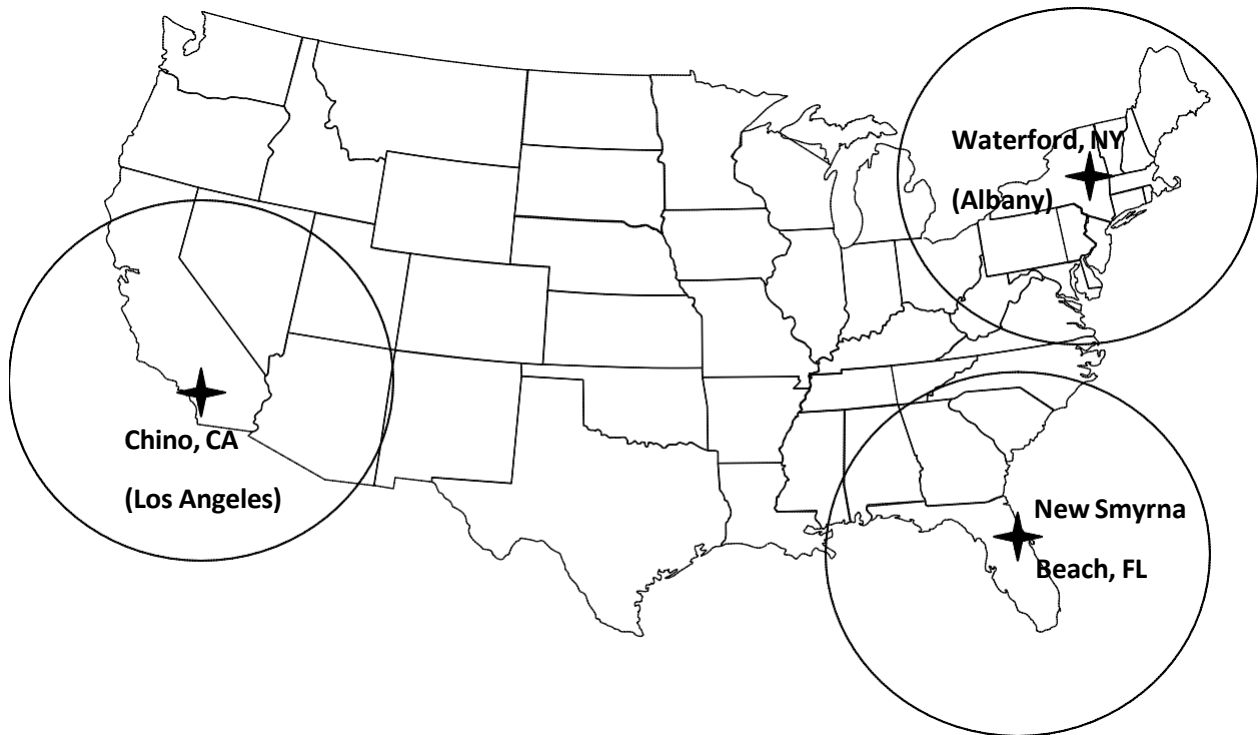 Waterford, NY
(Albany)
Chino, CA
(Los Angeles)
New Smyrna
Beach, FL